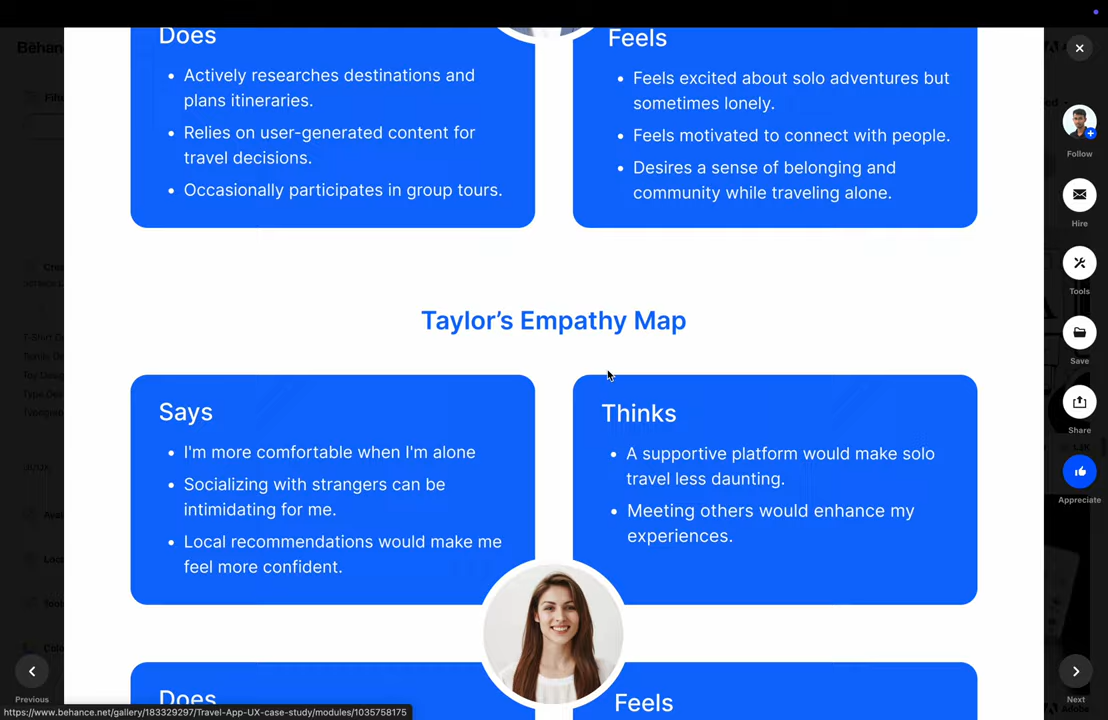 Bēhan
Does
Actively researches destinations and
plans itineraries.
Relies on user-generated content for
travel decisions.
Occasionally participates in group tours.
Feels
Feels excited about solo adventures but
sometimes lonely.
Feels motivated to connect with people.
Desires a sense of belonging and
community while traveling alone.
Taylor’s Empathy Map
Says
I'm more comfortable when I'm alone
Socializing with strangers can be
intimidating for me.
Local recommendations would make me
feel more confident.
Thinks
A supportive platform would make solo
travel less daunting.
Meeting others would enhance my
experiences.
Does
Feels
Follow
Hire
Tools
Save
Share
Appreciate
Previous
Next
https://www.behance.net/gallery/183329297/Travel-App-UX-case-study/modules/1035758175